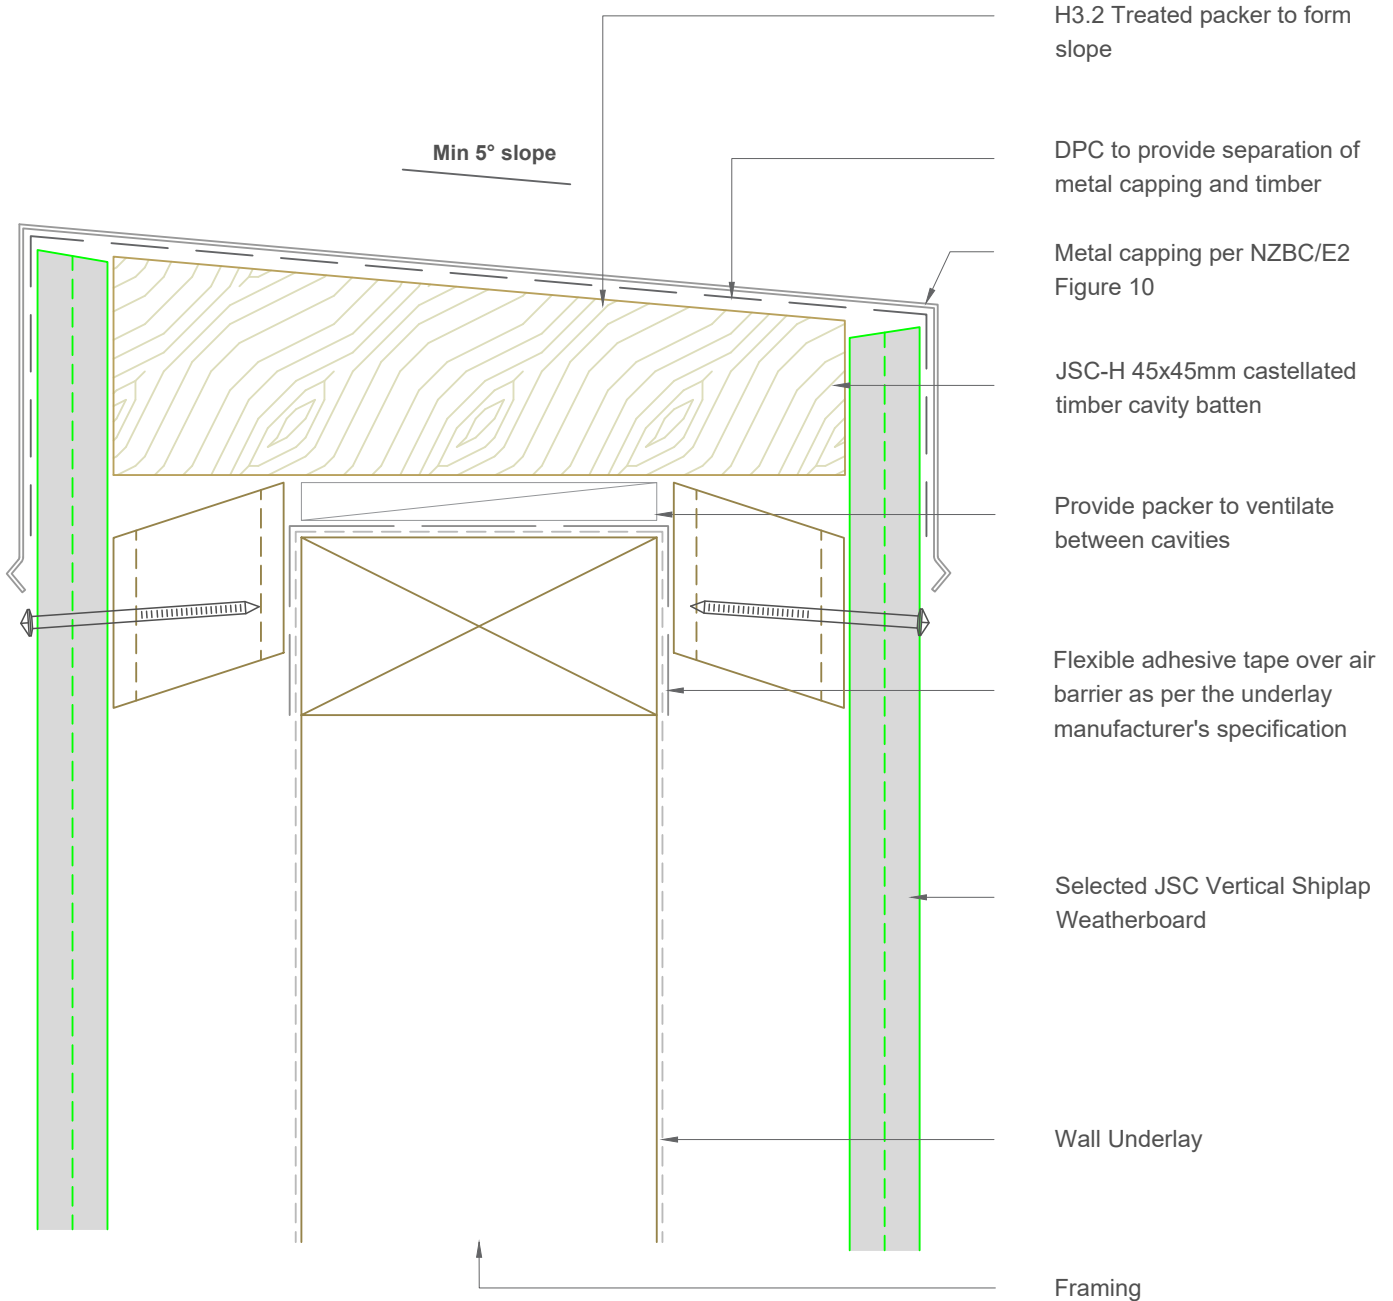 H3.2 Treated packer to form
slope
Min 5° slope
DPC to provide separation of
metal capping and timber
Metal capping per NZBC/E2
Figure 10
JSC-H 45x45mm castellated
timber cavity batten
Provide packer to ventilate
between cavities
Flexible adhesive tape over air
barrier as per the underlay
manufacturer's specification
Selected JSC Vertical Shiplap
Weatherboard
Wall Underlay
Framing